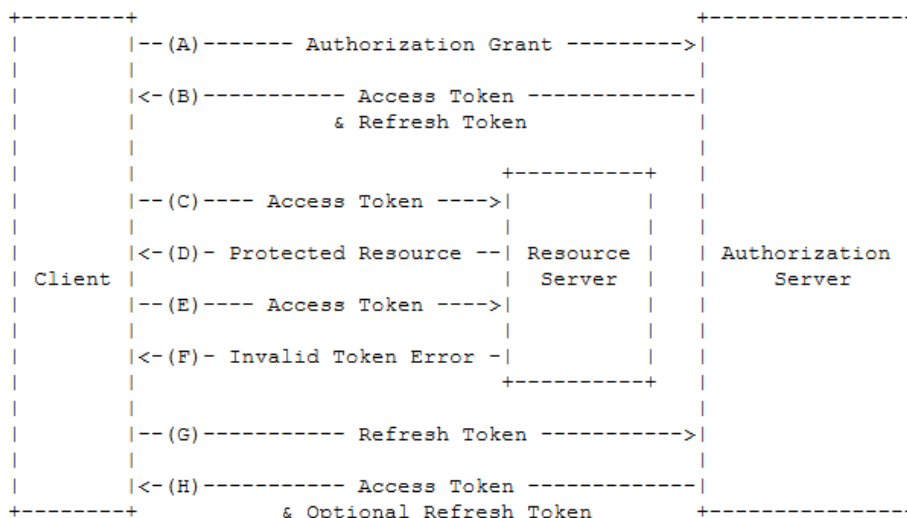 +--------+                                           +---------------
|        |--(A)------- Authorization Grant --------->|
|        |                                           |
|        |<-(B)----------- Access Token -------------|
|        |               & Refresh Token             |
|        |                                           |
|        |                            +----------+   |
|        |--(C)---- Access Token ---->|          |   |
|        |                            |          |   |
|        |<-(D)- Protected Resource --| Resource |   | Authorization
| Client |                            |  Server  |   |     Server
|        |--(E)---- Access Token ---->|          |   |
|        |                            |          |   |
|        |<-(F)- Invalid Token Error -|          |   |
|        |                            +----------+   |
|        |                                           |
|        |--(G)----------- Refresh Token ----------->|
|        |                                           |
|        |<-(H)----------- Access Token -------------|
+--------+           & Optional Refresh Token        +---------------